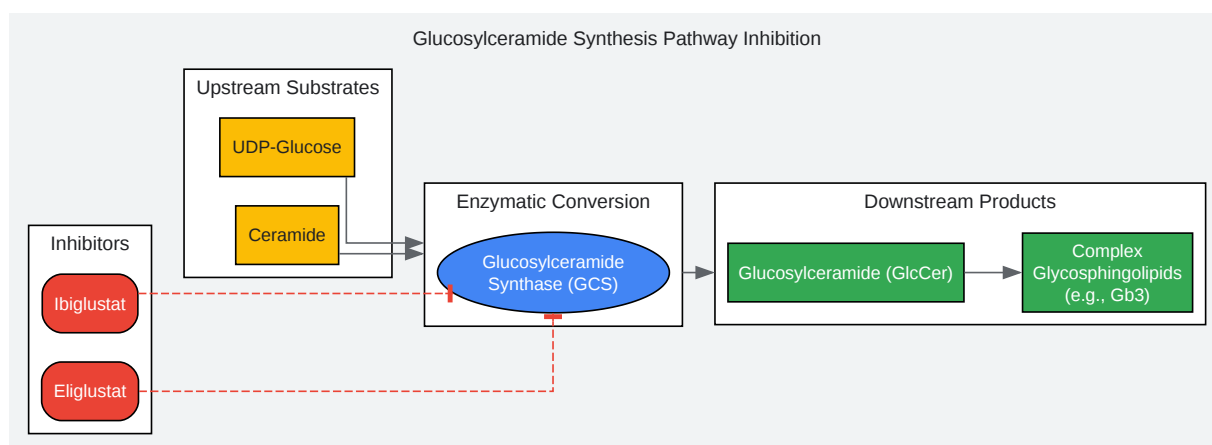 Glucosylceramide Synthesis Pathway Inhibition
Upstream Substrates
UDP-Glucose
Ceramide
Inhibitors
Ibiglustat
Eliglustat
Enzymatic Conversion
Glucosylceramide
Synthase (GCS)
Downstream Products
Glucosylceramide (GlcCer)
Complex
Glycosphingolipids
(e.g., Gb3)